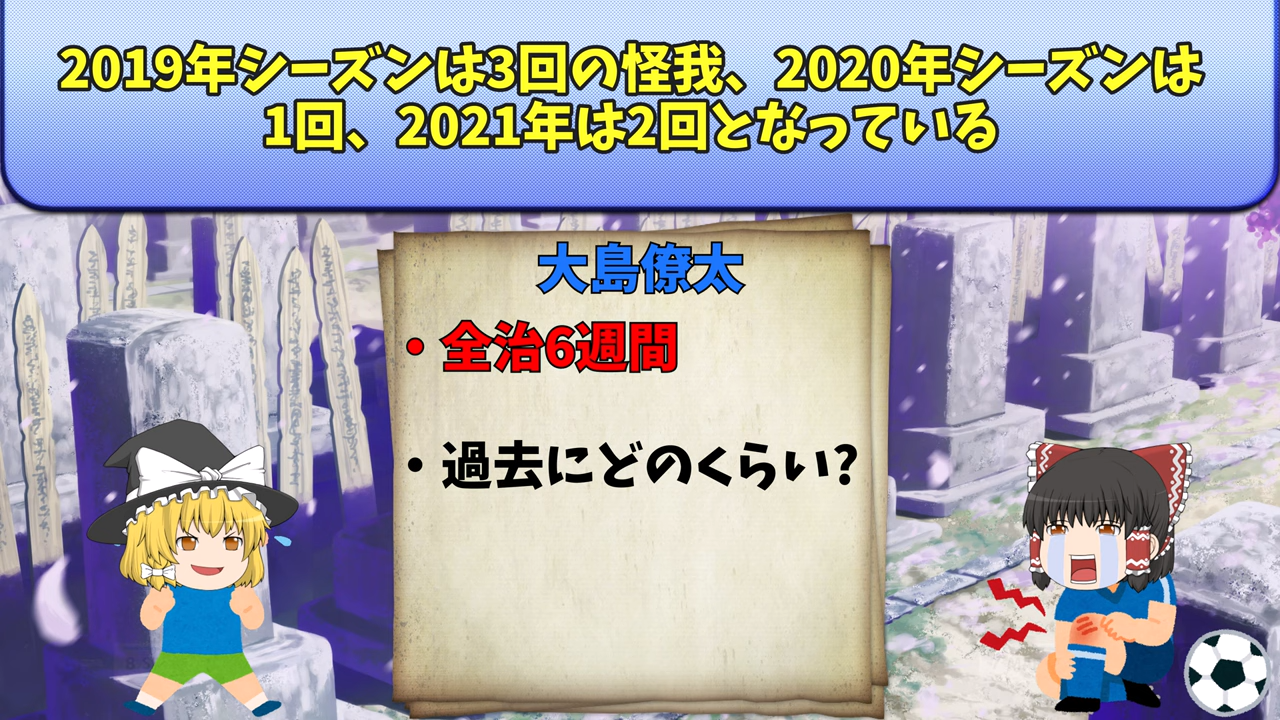 2019年シーズンは3回の怪我、2020年シーズンは
1回、2021年は2回となっている
大島僚太
・全治6週間
・過去にどのくらい?